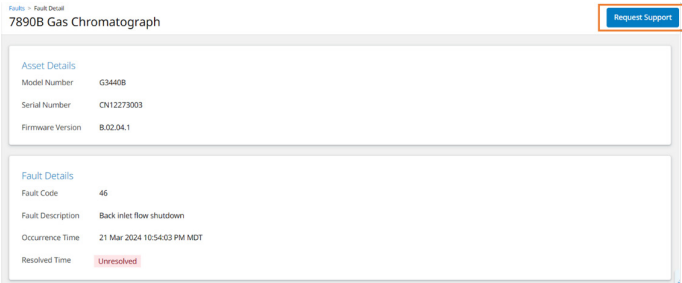 Faults > Fault Detail
7890B Gas Chromatograph
Request Support
Asset Details
Model Number G3440B
Serial Number CN12273003
Firmware Version B.02.04.1
Fault Details
Fault Code 46
Fault Description Back inlet flow shutdown
Occurrence Time 21 Mar 2024 10:54:03 PM MDT
Resolved Time Unresolved